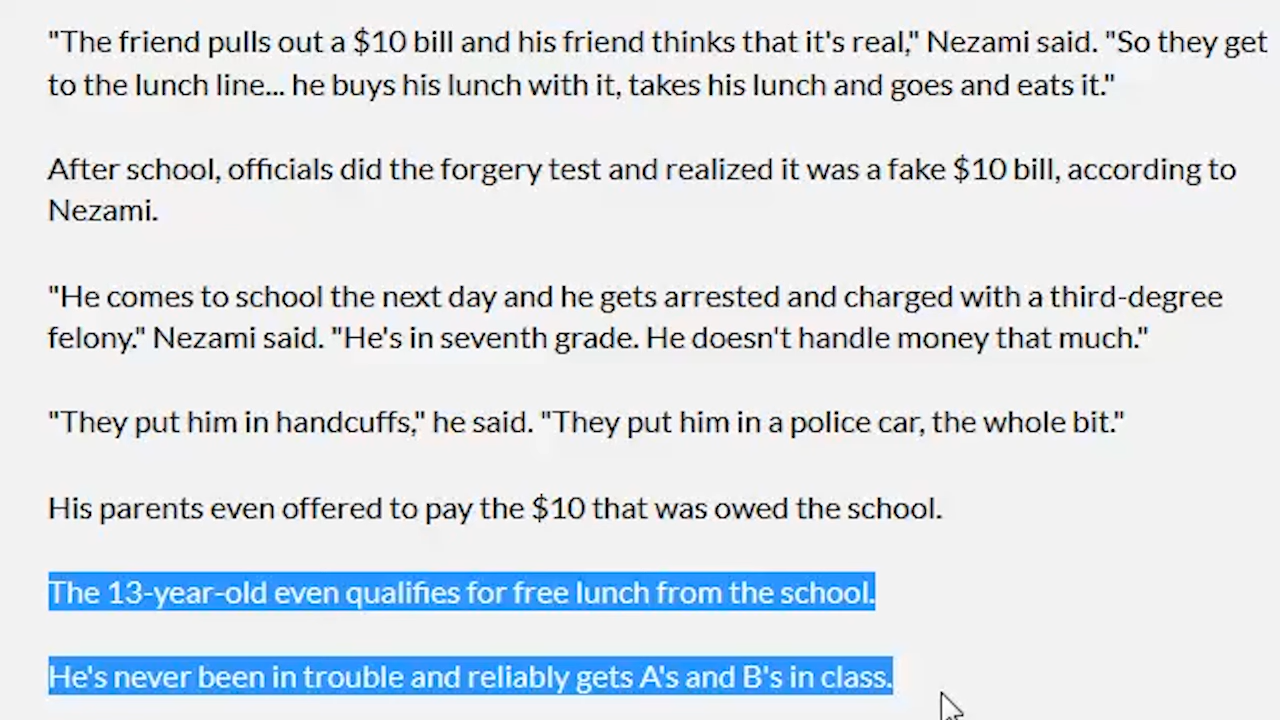 "The friend pulls out a $10 bill and his friend thinks that it's real," Nezami said. "So they get
to the lunch line... he buys his lunch with it, takes his lunch and goes and eats it."
After school, officials did the forgery test and realized it was a fake $10 bill, according to
Nezami.
"He comes to school the next day and he gets arrested and charged with a third-degree
felony." Nezami said. "He's in seventh grade. He doesn't handle money that much."
"They put him in handcuffs," he said. "They put him in a police car, the whole bit."
His parents even offered to pay the $10 that was owed the school.
The 13-year-old even qualifies for free lunch from the school.
He's never been in trouble and reliably gets A's and B's in class.